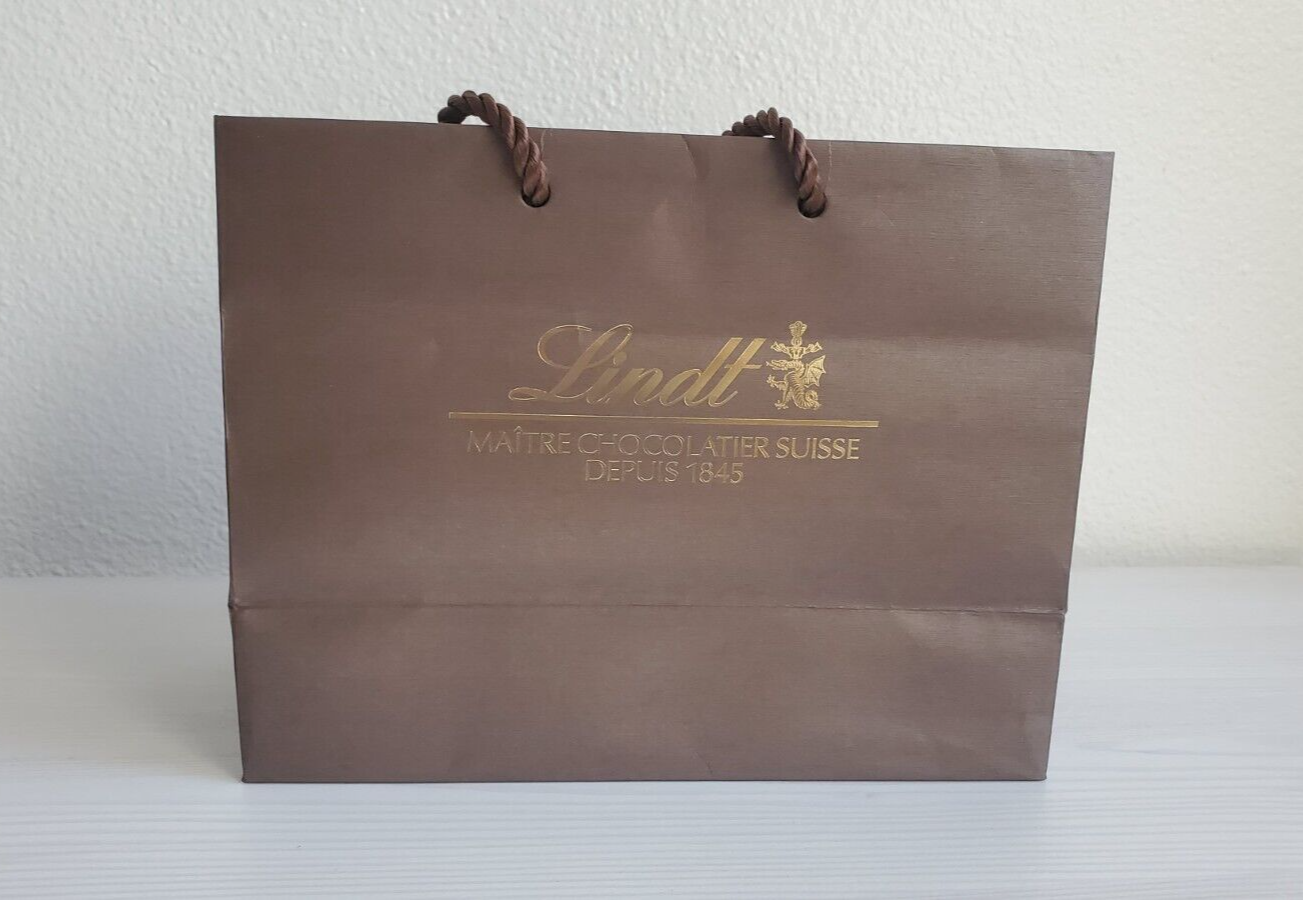 Lindt
MAÎTRE CHOCOLATIER SUISSE
DEPUIS 1845